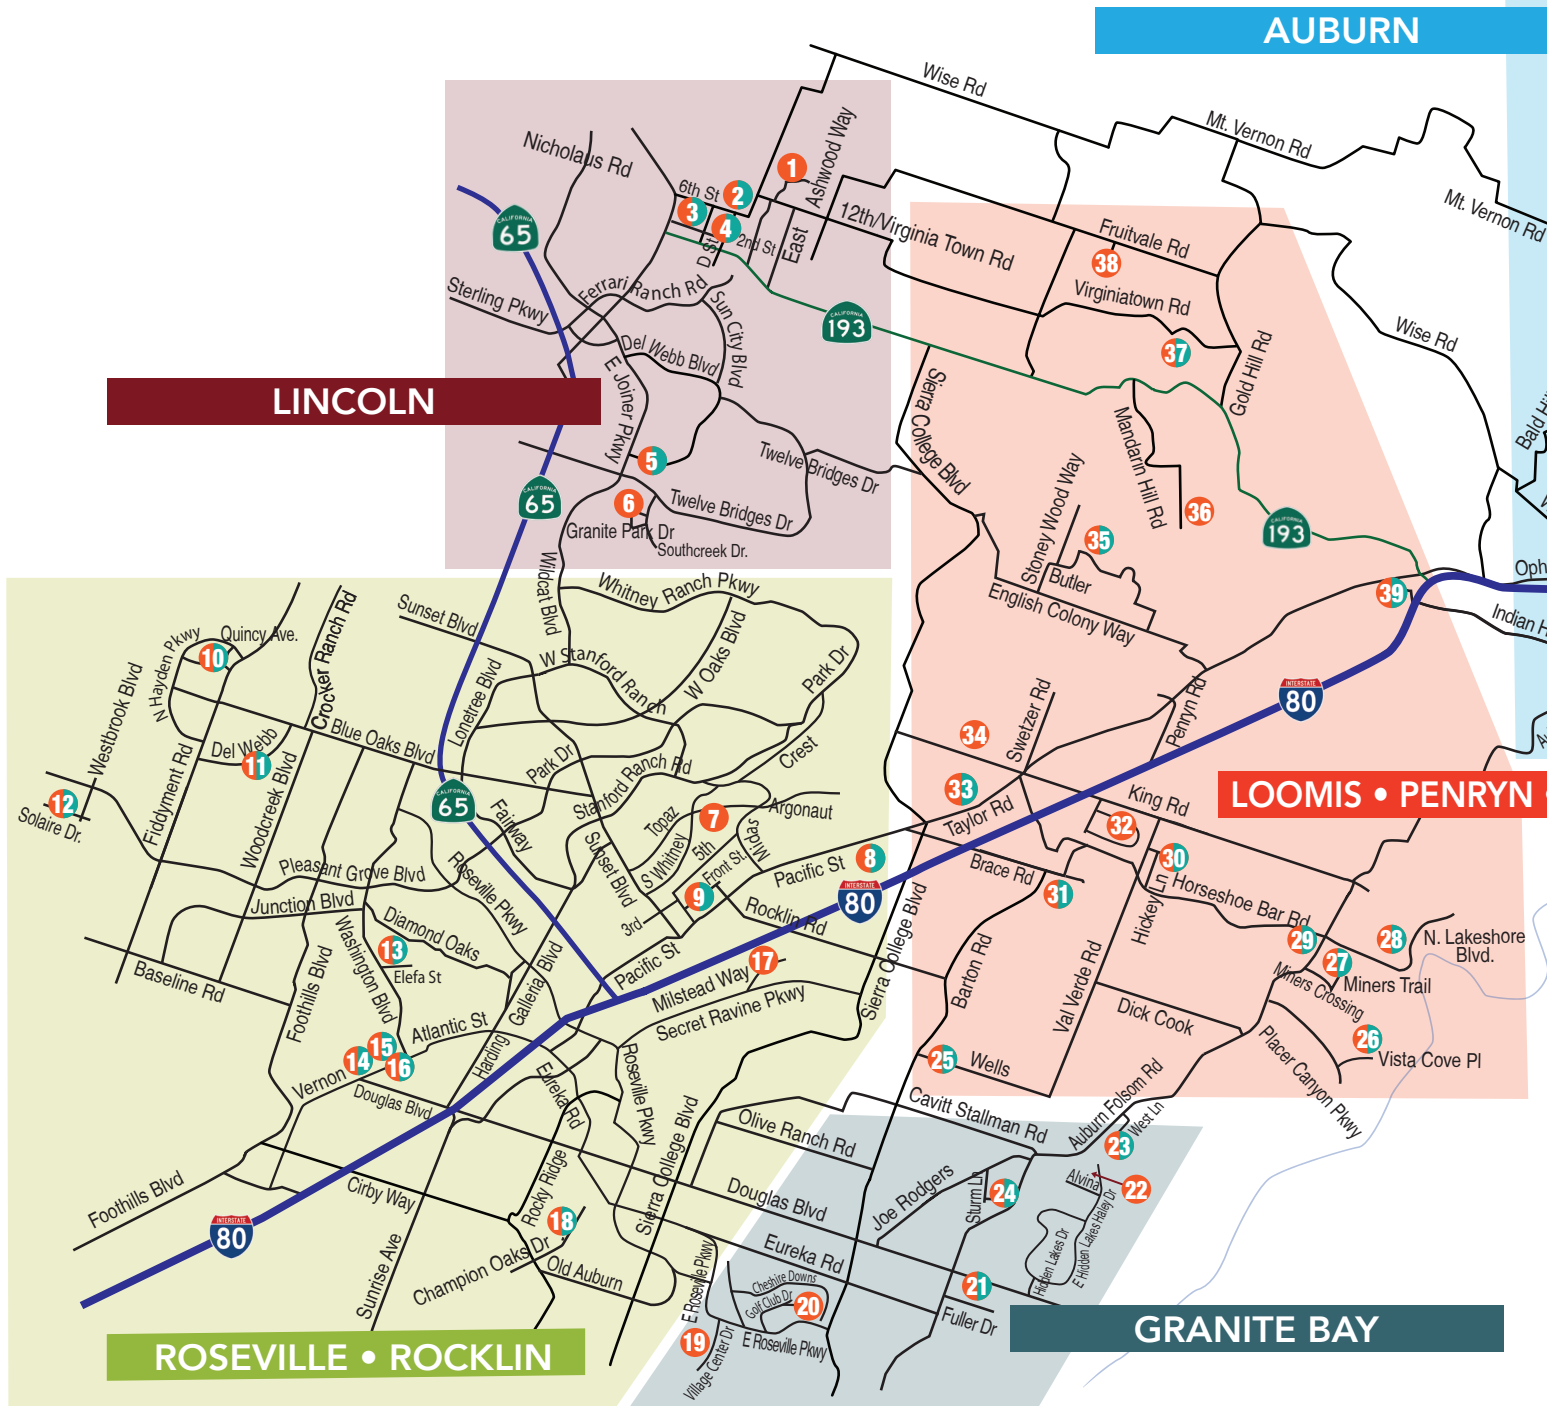 AUBURN
Wise Rd
Mt. Vernon Rd
Mt. Vernon Rd
Ashwood Way
Nicholaus Rd
1
6th St
2
3
4
D St
2nd St
East
12th/Virginia Town Rd
Fruitvale Rd
38
Virginiatown Rd
37
CALIFORNIA
65
Sterling Pkwy
Ferrari Ranch Rd
Sun City Blvd
CALIFORNIA
193
Wise Rd
Gold Hill Rd
Del Webb Blvd
E Joiner Pkwy
LINCOLN
Sierra College Blvd
Mandarin Hill Rd
5
Twelve Bridges Dr
CALIFORNIA
65
6
Twelve Bridges Dr
Granite Park Dr
Southcreek Dr.
Stoney Wood Way
36
35
CALIFORNIA
193
Butler
English Colony Way
39
Oph
Indian H
Wildcat Blvd
Whitney Ranch Pkwy
Sunset Blvd
Crocker Ranch Rd
Quincy Ave.
N Hayden Pkwy
10
W Stanford Ranch
W Oaks Blvd
Park Dr
Lonetree Blvd
Westbrook Blvd
Blue Oaks Blvd
Del Webb
11
Fiddyment Rd
Woodcreek Blvd
12
Solaire Dr.
CALIFORNIA
65
Park Dr
Stanford Ranch Rd
Crest
Fairway
Topaz
7
Argonaut
Midas
S Whitney
5th
Front St.
Sunset Blvd
Pacific St
8
9
3rd
Rocklin Rd
INTERSTATE
80
34
Swetzer Rd
Penryn Rd
INTERSTATE
80
33
Taylor Rd
LOOMIS • PENRYN •
King Rd
32
30
Brace Rd
31
Hickey Ln
Horseshoe Bar Rd
29
28
N. Lakeshore
Blvd.
27
Miners Trail
Miners Crossing
Pleasant Grove Blvd
Junction Blvd
Roseville Pkwy
Diamond Oaks
13
Elefa St
Washington Blvd
Baseline Rd
Foothills Blvd
Galleria Blvd
Pacific St
17
Milstead Way
Secret Ravine Pkwy
Sierra College Blvd
Barton Rd
Val Verde Rd
Dick Cook
26
Vista Cove Pl
Placer Canyon Pkwy
Atlantic St
Harding
15
14
16
Vernon
Douglas Blvd
Eureka Rd
Roseville Pkwy
25
Wells
Cavitt Stallman Rd
Auburn Folsom Rd
West Ln
23
Olive Ranch Rd
Sierra College Blvd
Foothills Blvd
Cirby Way
Rocky Ridge
Douglas Blvd
Joe Rodgers
Sturm Ln
24
Alvina
22
Hidden Lakes Dr
E Hidden Lakes Haley Dr
INTERSTATE
80
18
Champion Oaks Dr
Old Auburn
Sunrise Ave
E Roseville Pkwy
Eureka Rd
Cheshire Downs
Golf Club Dr
20
21
Fuller Dr
GRANITE BAY
19
Village Center Dr
E Roseville Pkwy
ROSEVILLE • ROCKLIN